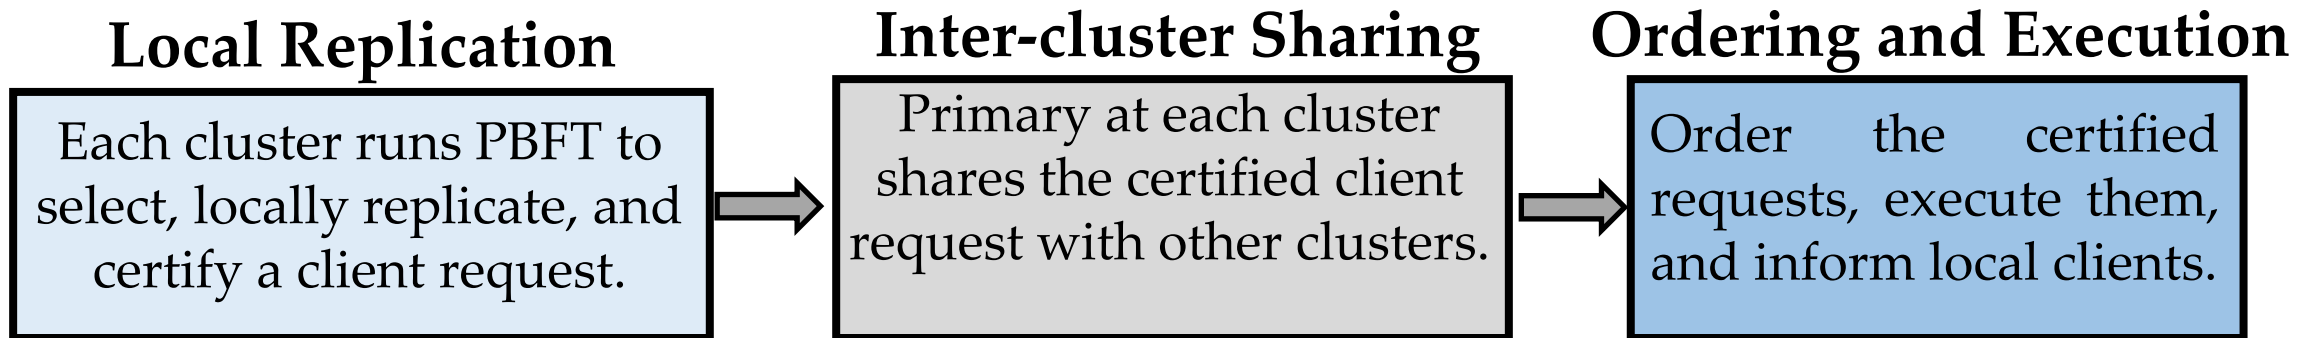 Local Replication
Each cluster runs PBFT to
select, locally replicate, and
certify a client request.
Inter-cluster Sharing
Primary at each cluster
shares the certified client
request with other clusters.
Ordering and Execution
Order the certified
requests, execute them,
and inform local clients.